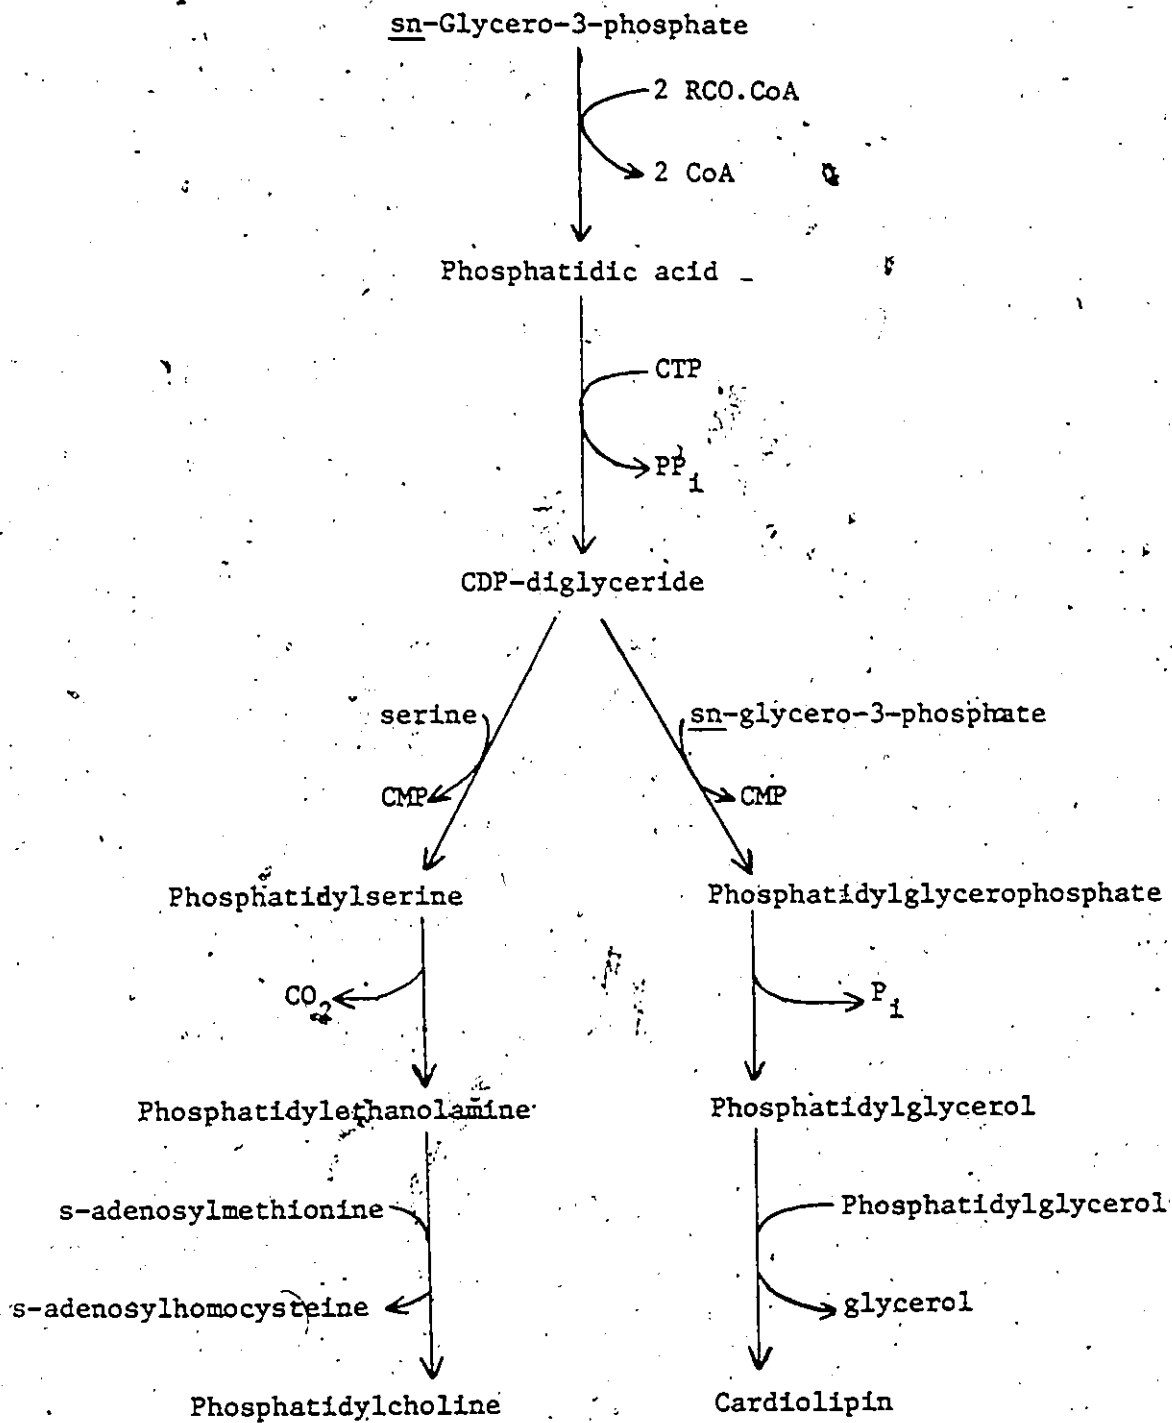 sn-Glycero-3-phosphate
2 RCO.CoA
2 CoA
Phosphatidic acid
CTP
PPi
CDP-diglyceride
serine
sn-glycero-3-phosphate
CMP
CMP
Phosphatidylserine
Phosphatidylglycerophosphate
CO2
Pi
Phosphatidylethanolamine
Phosphatidylglycerol
s-adenosylmethionine
Phosphatidylglycerol
s-adenosylhomocysteine
glycerol
Phosphatidylcholine
Cardiolipin